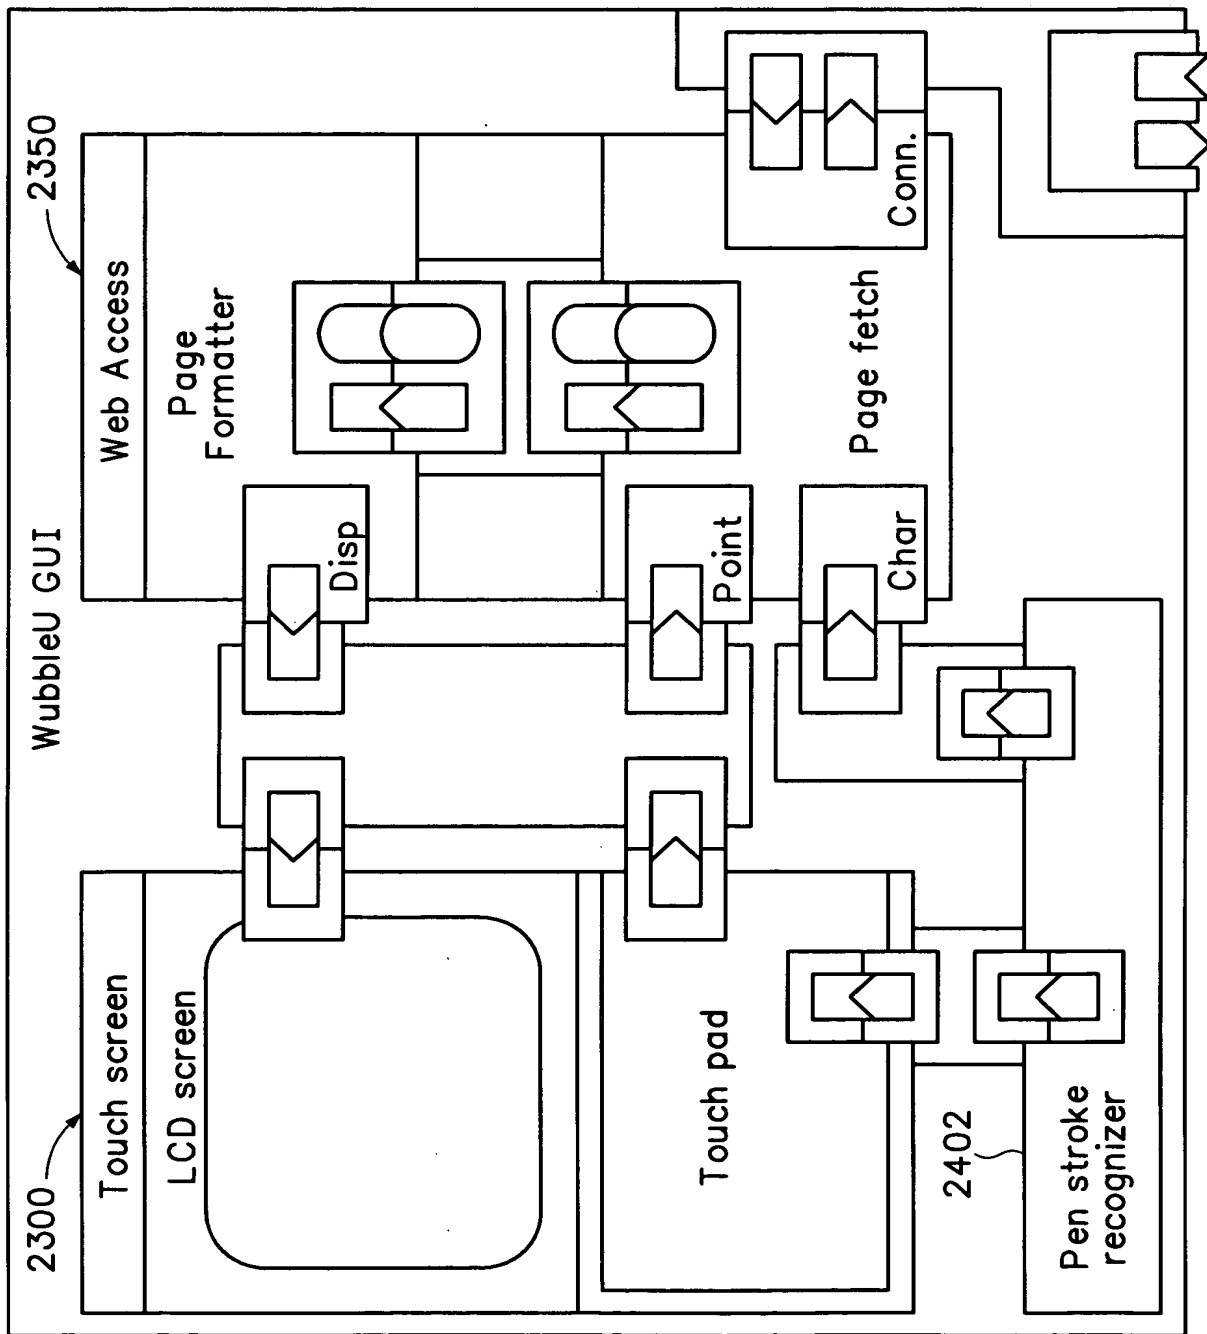 WubbleU GUI
2300
2350
Touch screen
Web Access
LCD screen
Page
Formatter
Disp
Touch pad
Point
Page fetch
Conn.
Char
2402
Pen stroke
recognizer